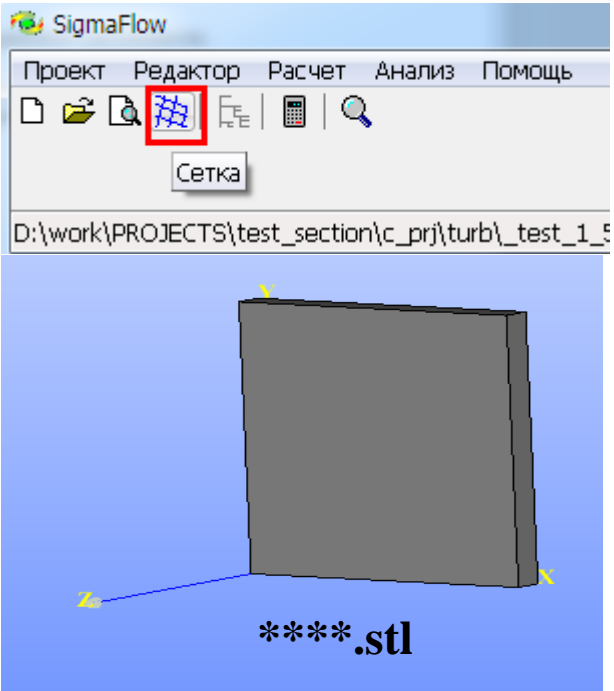 SigmaFlow
Проект Редактор Расчет Анализ Помощь
Сетка
D:\work\PROJECTS\test_section\c_prj\turb\_test_1_5
Y
X
Z
****.stl